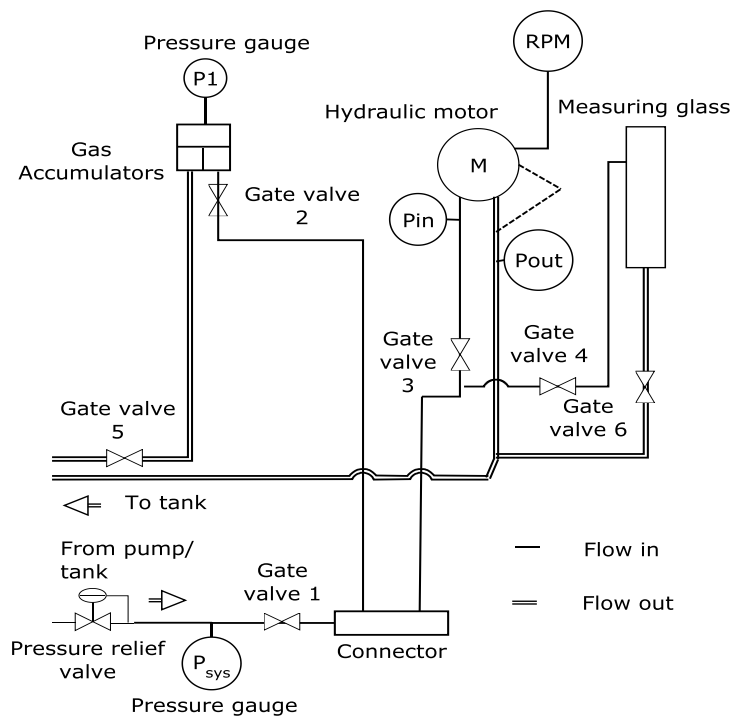 RPM
Pressure gauge
P1
Hydraulic motor
Measuring glass
Gas
Accumulators
M
Gate valve
2
Pin
Pout
Gate
valve
3
Gate
valve 4
Gate valve
5
Gate
valve 6
To tank
From pump/
tank
Gate
valve 1
Flow in
Flow out
Pressure relief
valve
Psys
Connector
Pressure gauge